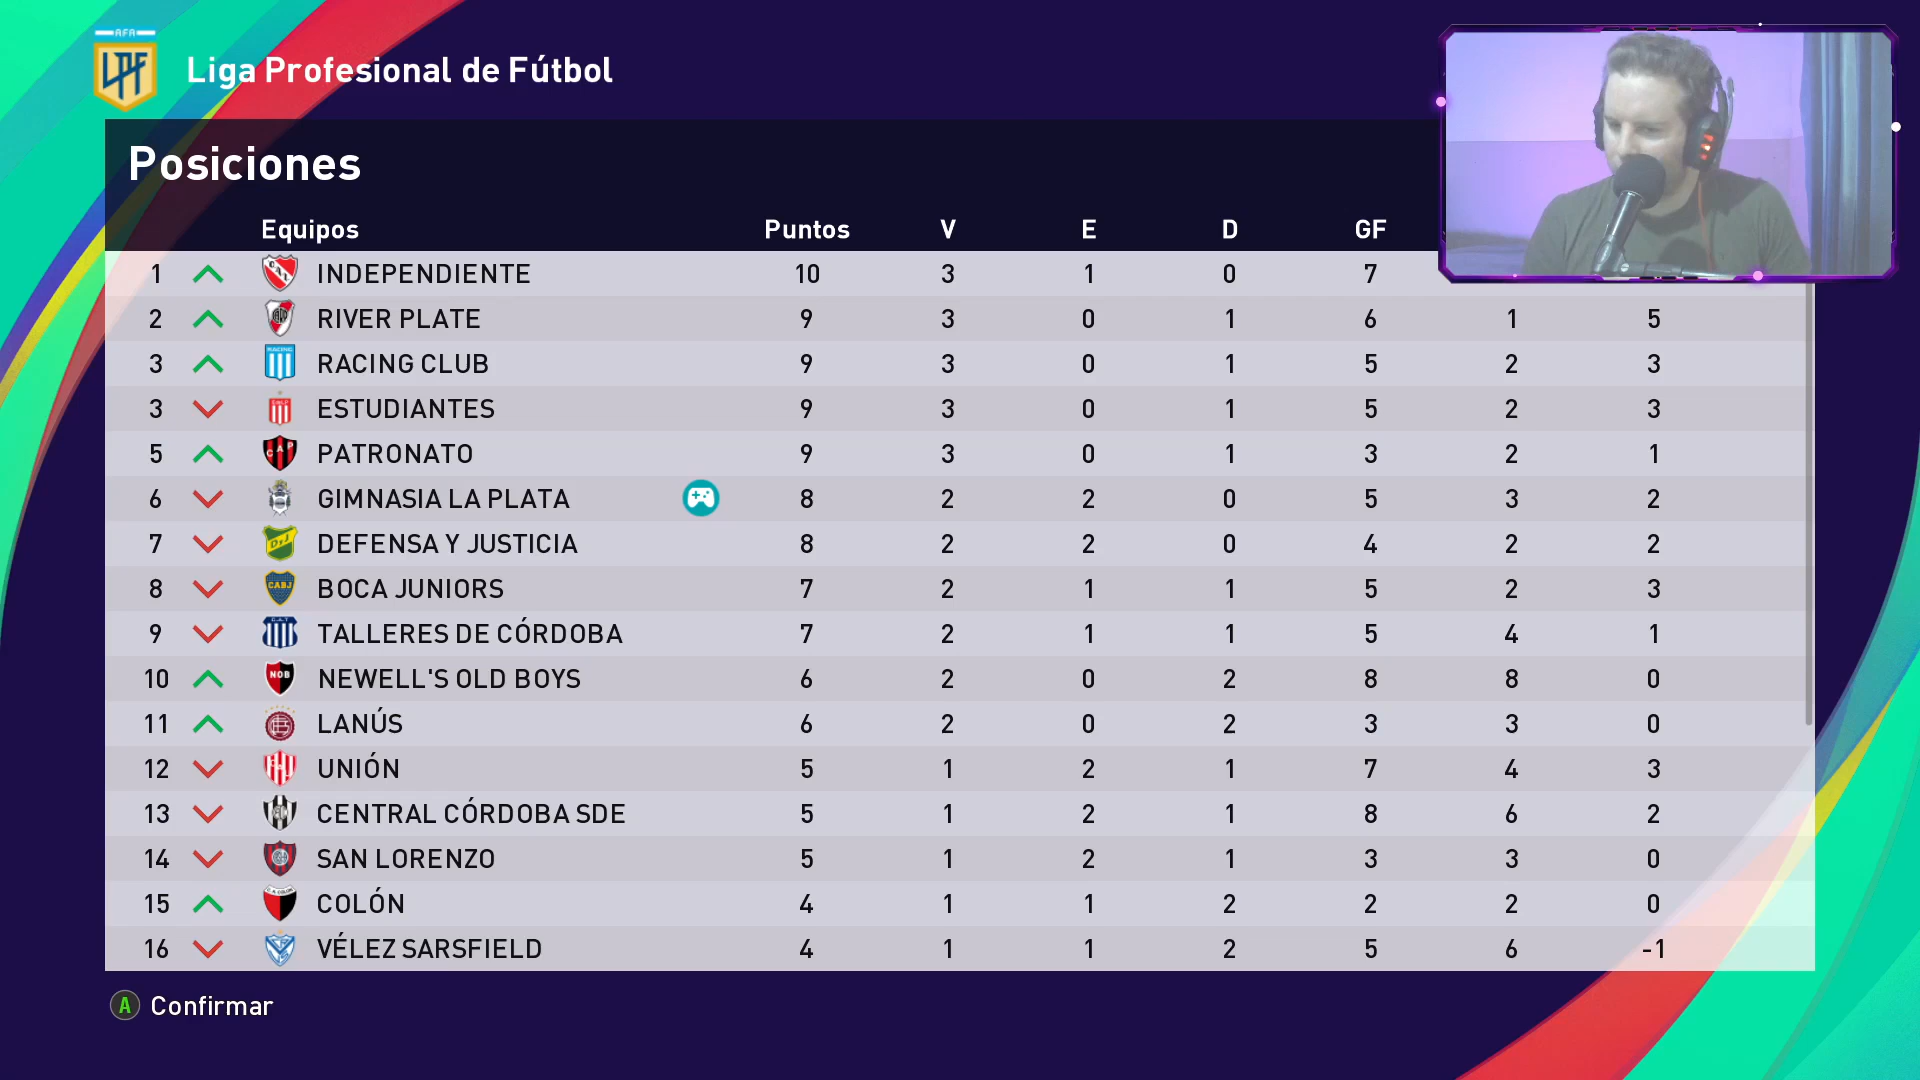 AFA
LPF
Liga Profesional de Fútbol
Posiciones
Equipos Puntos V E D GF
1 INDEPENDIENTE 10 3 1 0 7
2 RIVER PLATE 9 3 0 1 6 1 5
3 RACING CLUB 9 3 0 1 5 2 3
3 ESTUDIANTES 9 3 0 1 5 2 3
5 PATRONATO 9 3 0 1 3 2 1
6 GIMNASIA LA PLATA 8 2 2 0 5 3 2
7 DEFENSA Y JUSTICIA 8 2 2 0 4 2 2
8 BOCA JUNIORS 7 2 1 1 5 2 3
9 TALLERES DE CÓRDOBA 7 2 1 1 5 4 1
10 NEWELL'S OLD BOYS 6 2 0 2 8 8 0
11 LANÚS 6 2 0 2 3 3 0
12 UNIÓN 5 1 2 1 7 4 3
13 CENTRAL CÓRDOBA SDE 5 1 2 1 8 6 2
14 SAN LORENZO 5 1 2 1 3 3 0
15 COLÓN 4 1 1 2 2 2 0
16 VÉLEZ SARSFIELD 4 1 1 2 5 6 -1
A Confirmar